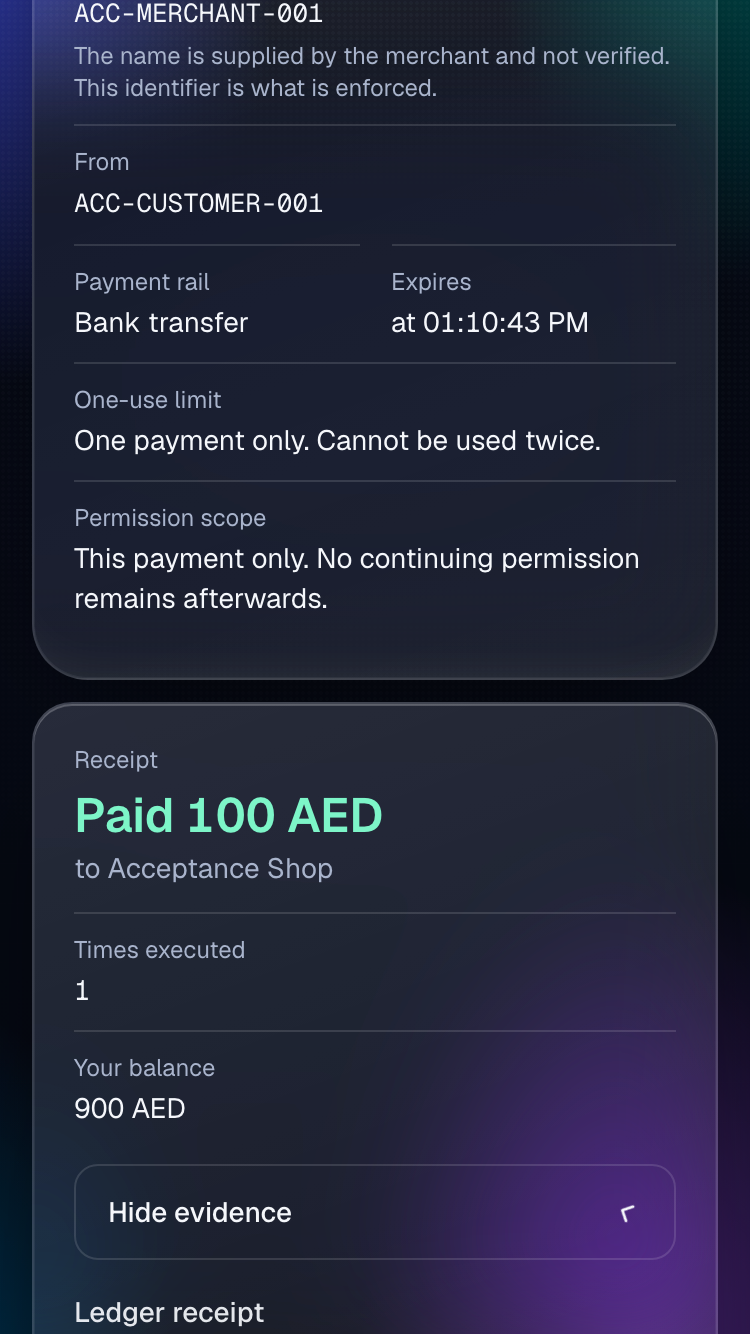 ACC-MERCHANT-001
The name is supplied by the merchant and not verified.
This identifier is what is enforced.
From
ACC-CUSTOMER-001
Payment rail
Bank transfer
Expires
at 01:10:43 PM
One-use limit
One payment only. Cannot be used twice.
Permission scope
This payment only. No continuing permission
remains afterwards.
Receipt
Paid 100 AED
to Acceptance Shop
Times executed
1
Your balance
900 AED
Hide evidence
Ledger receipt